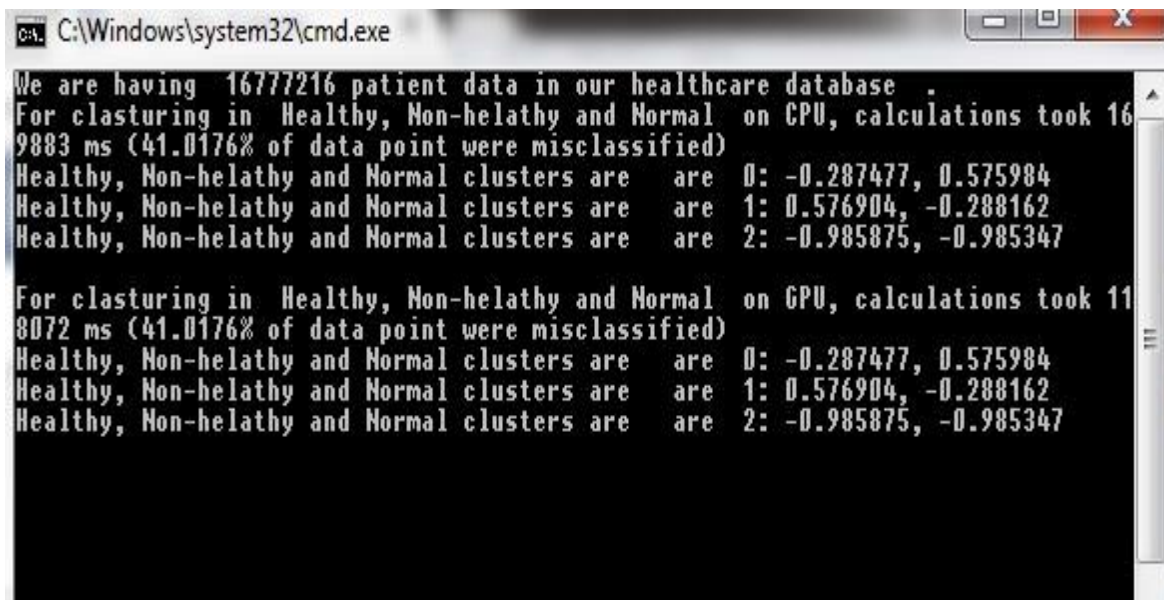 C:\Windows\system32\cmd.exe
We are having 16777216 patient data in our healthcare database .
For clasturing in Healthy, Non-helathy and Normal on CPU, calculations took 16
9883 ms (41.0176% of data point were misclassified)
Healthy, Non-helathy and Normal clusters are are 0: -0.287477, 0.575984
Healthy, Non-helathy and Normal clusters are are 1: 0.576904, -0.288162
Healthy, Non-helathy and Normal clusters are are 2: -0.985875, -0.985347
For clasturing in Healthy, Non-helathy and Normal on GPU, calculations took 11
8072 ms (41.0176% of data point were misclassified)
Healthy, Non-helathy and Normal clusters are are 0: -0.287477, 0.575984
Healthy, Non-helathy and Normal clusters are are 1: 0.576904, -0.288162
Healthy, Non-helathy and Normal clusters are are 2: -0.985875, -0.985347